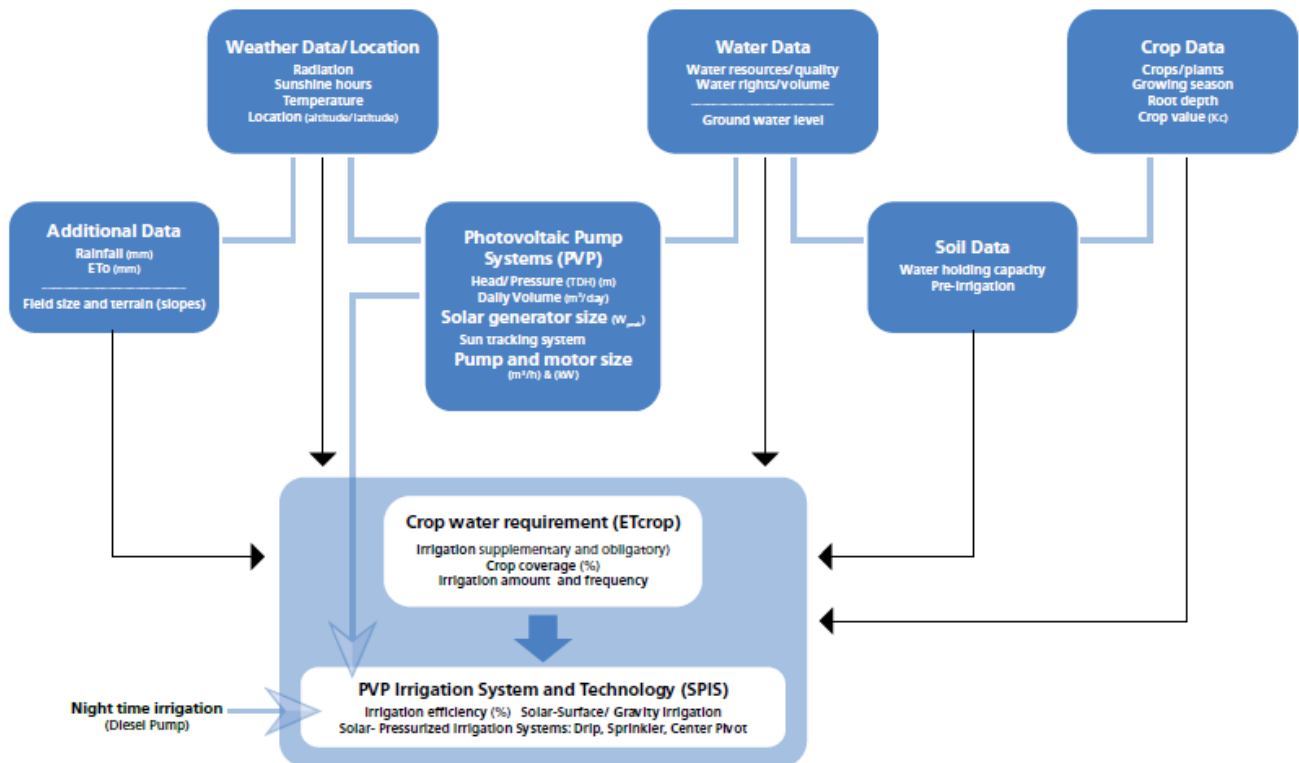 Weather Data/Location
Radiation
Sunshine hours
Temperature
Location (altitude/latitude)
Water Data
Water resources/quality
Water rights/volume
Ground water level
Crop Data
Crops/plants
Growing season
Root depth
Crop value (Kc)
Additional Data
Rainfall (mm)
ETo (mm)
Field size and terrain (slopes)
Photovoltaic Pump
Systems (PVP)
Head/Pressure (TDH) (m)
Daily Volume (m³/day)
Solar generator size (Wpeak)
Sun tracking system
Pump and motor size
(m³/h) & (kW)
Soil Data
Water holding capacity
Pre-irrigation
Crop water requirement (ETcrop)
Irrigation supplementary and obligatory)
Crop coverage (%)
Irrigation amount and frequency
PVP Irrigation System and Technology (SPIS)
Irrigation efficiency (%) Solar-Surface/ Gravity Irrigation
Solar- Pressurized Irrigation Systems: Drip, Sprinkler, Center Pivot
Night time irrigation
(Diesel Pump)